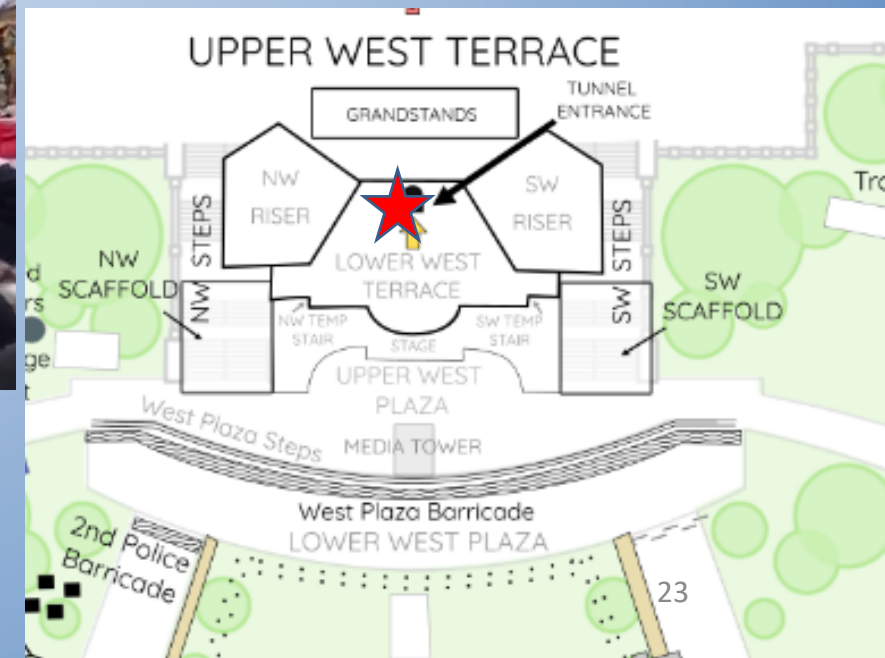 UPPER WEST TERRACE
TUNNEL
ENTRANCE
GRANDSTANDS
NW
RISER
SW
RISER
NW STEPS
SW STEPS
LOWER WEST
TERRACE
NW
SCAFFOLD
SW
SCAFFOLD
NW TEMP
STAIR
SW TEMP
STAIR
STAGE
UPPER WEST
PLAZA
West Plaza Steps
MEDIA TOWER
West Plaza Barricade
LOWER WEST PLAZA
2nd Police
Barricade
23